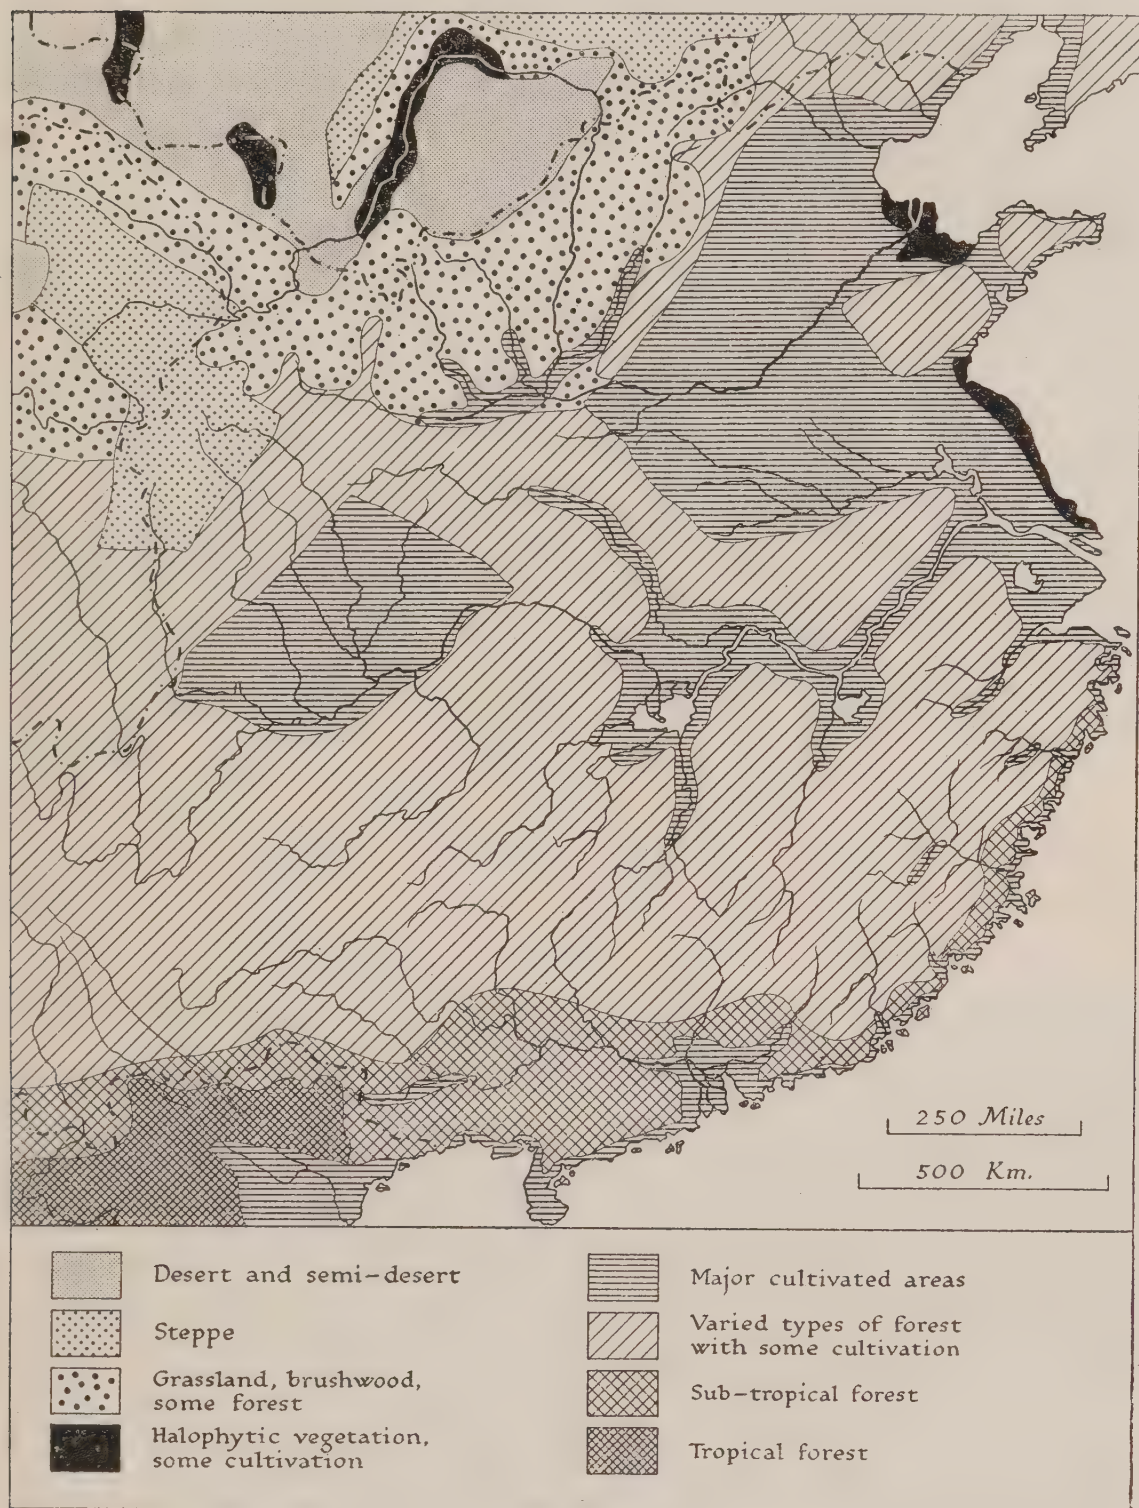 250 Miles
500 Km.
Desert and semi-desert
Steppe
Grassland, brushwood,
some forest
Halophytic vegetation,
some cultivation
Major cultivated areas
Varied types of forest
with some cultivation
Sub-tropical forest
Tropical forest